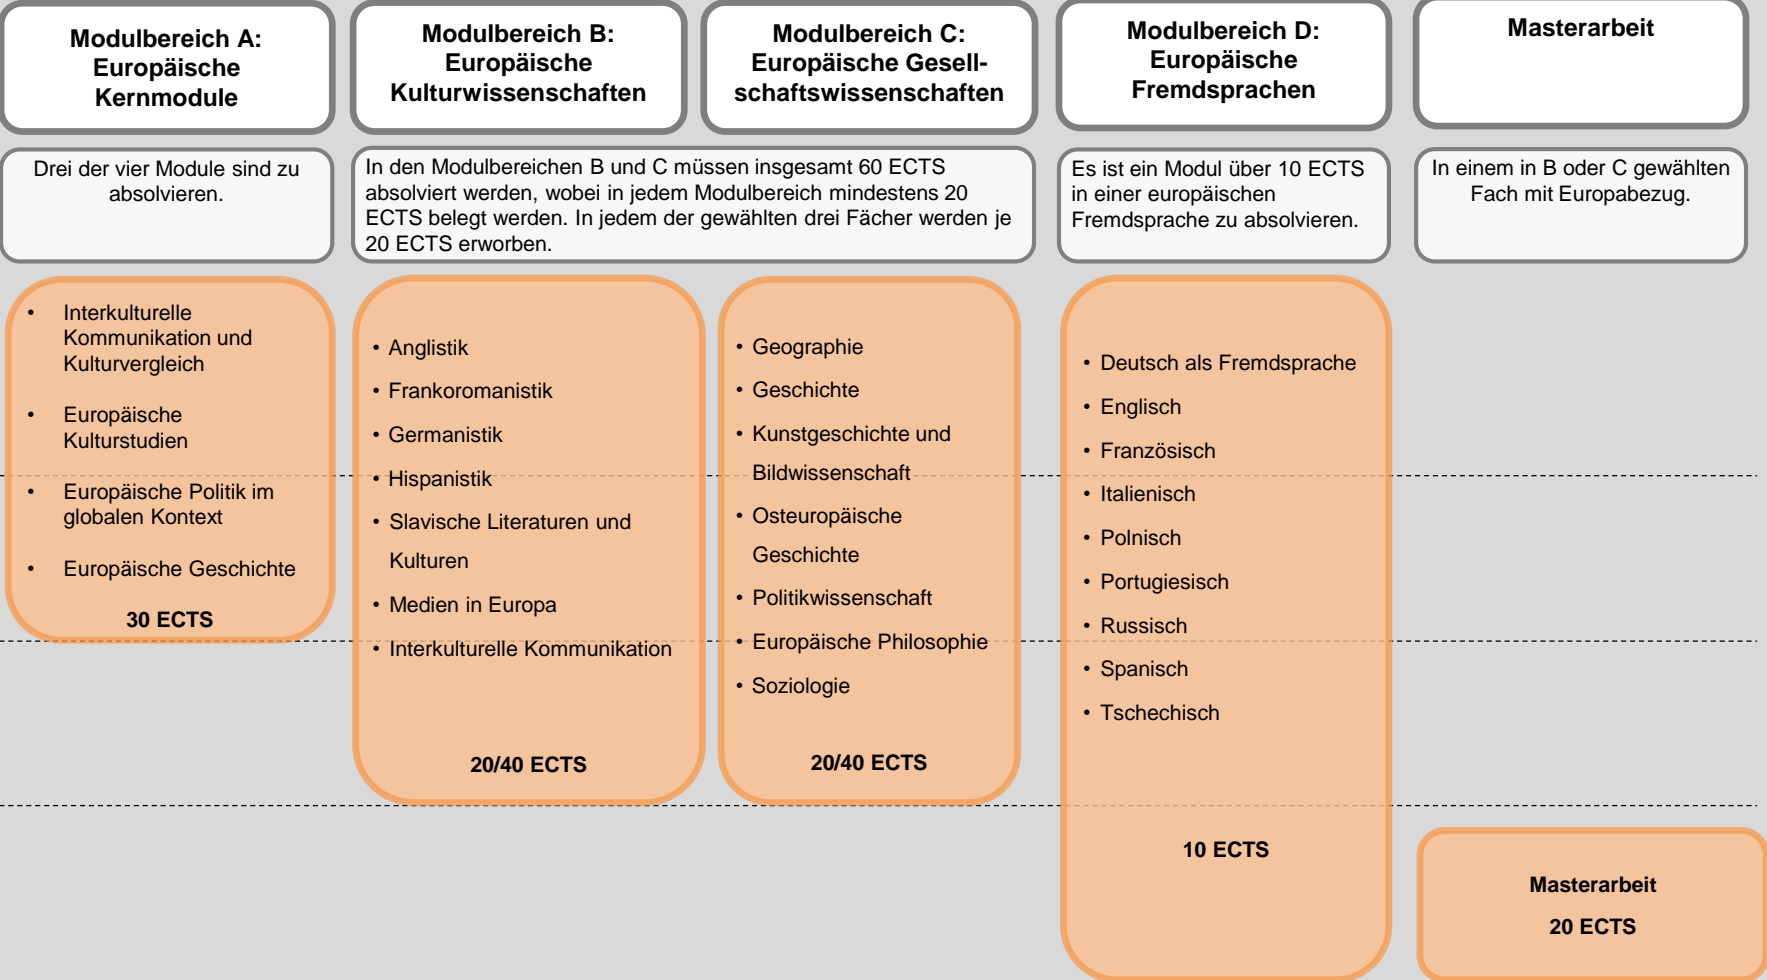 Modulbereich A:
Europäische
Kernmodule
Modulbereich B:
Europäische
Kulturwissenschaften
Modulbereich C:
Europäische Gesell-
schaftswissenschaften
Modulbereich D:
Europäische
Fremdsprachen
Masterarbeit
Drei der vier Module sind zu
absolvieren.
In den Modulbereichen B und C müssen insgesamt 60 ECTS
absolviert werden, wobei in jedem Modulbereich mindestens 20
ECTS belegt werden. In jedem der gewählten drei Fächer werden je
20 ECTS erworben.
Es ist ein Modul über 10 ECTS
in einer europäischen
Fremdsprache zu absolvieren.
In einem in B oder C gewählten
Fach mit Europabezug.
• Interkulturelle
Kommunikation und
Kulturvergleich
• Europäische
Kulturstudien
• Europäische Politik im
globalen Kontext
• Europäische Geschichte
30 ECTS
• Anglistik
• Frankoromanistik
• Germanistik
• Hispanistik
• Slavische Literaturen und
Kulturen
• Medien in Europa
• Interkulturelle Kommunikation
20/40 ECTS
• Geographie
• Geschichte
• Kunstgeschichte und
Bildwissenschaft
• Osteuropäische
Geschichte
• Politikwissenschaft
• Europäische Philosophie
• Soziologie
20/40 ECTS
• Deutsch als Fremdsprache
• Englisch
• Französisch
• Italienisch
• Polnisch
• Portugiesisch
• Russisch
• Spanisch
• Tschechisch
10 ECTS
Masterarbeit
20 ECTS